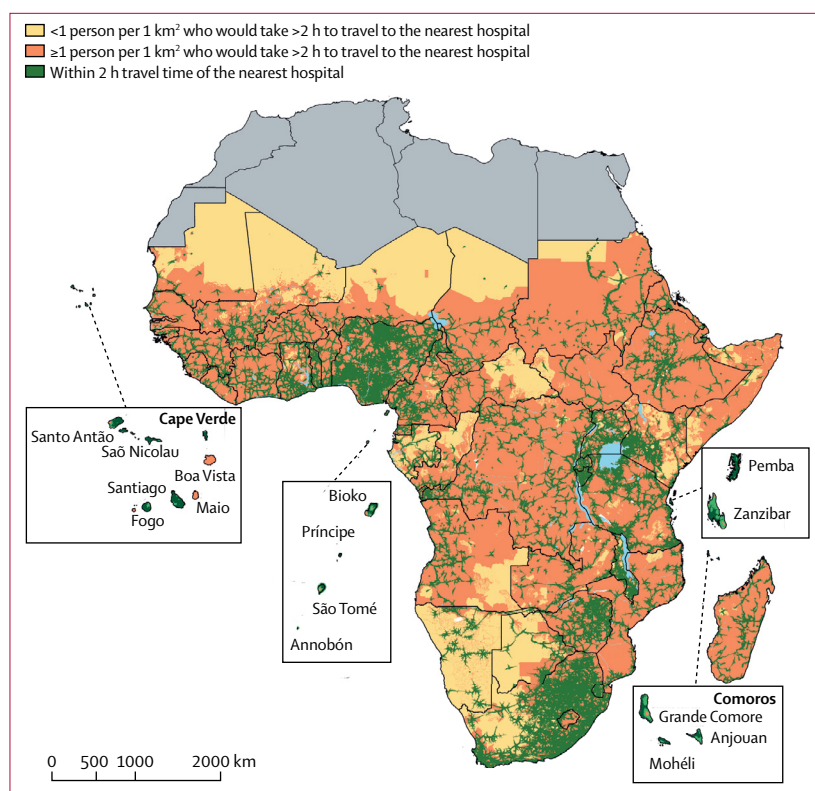 <1 person per 1 km² who would take >2 h to travel to the nearest hospital
≥1 person per 1 km² who would take >2 h to travel to the nearest hospital
Within 2 h travel time of the nearest hospital
Cape Verde
Santo Antão
Saõ Nicolau
Boa Vista
Santiago
Maio
Fogo
Bioko
Príncipe
São Tomé
Annobón
Pemba
Zanzibar
Comoros
Grande Comore
Anjouan
Mohéli
0 500 1000 2000 km